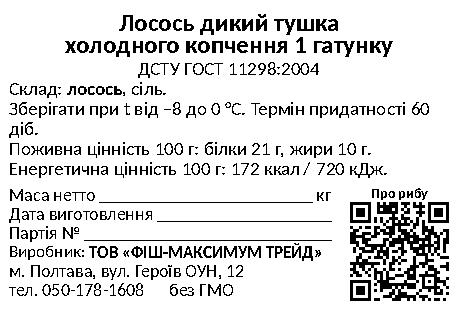 Лосось дикий тушка
холодного копчення 1 гатунку
ДСТУ ГОСТ 11298:2004
Склад: лосось, сіль.
Зберігати при t від –8 до 0 °С. Термін придатності 60
діб.
Поживна цінність 100 г: білки 21 г, жири 10 г.
Енергетична цінність 100 г: 172 ккал / 720 кДж.
Маса нетто ______________________ кг
Про рибу
Дата виготовлення __________________
Партія № __________________________
Виробник: ТОВ «ФІШ-МАКСИМУМ ТРЕЙД»
м. Полтава, вул. Героїв ОУН, 12
тел. 050-178-1608 без ГМО